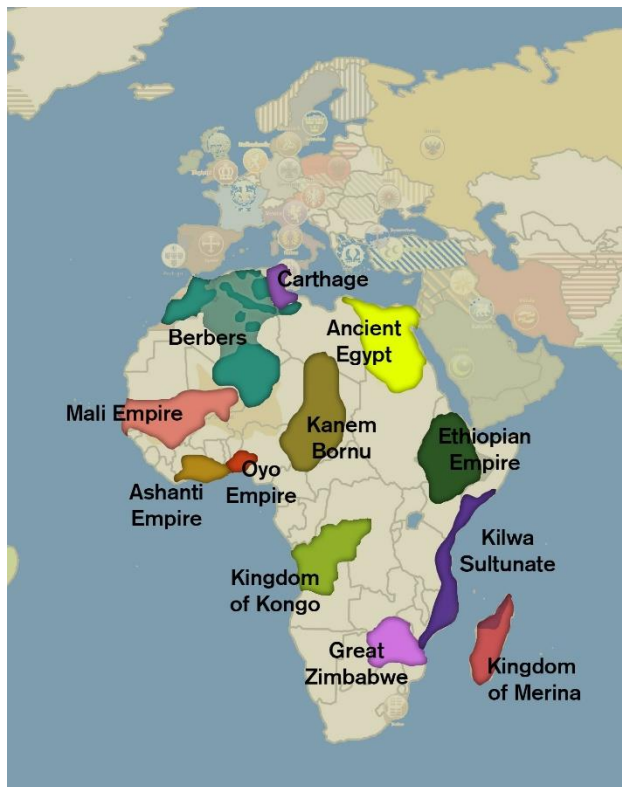 Carthage
Ancient
Egypt
Berbers
Mali Empire
Kanem
Bornu
Ethiopian
Empire
Oyo
Empire
Ashanti
Empire
Kilwa
Sultunate
Kingdom
of Kongo
Great
Zimbabwe
Kingdom
of Merina